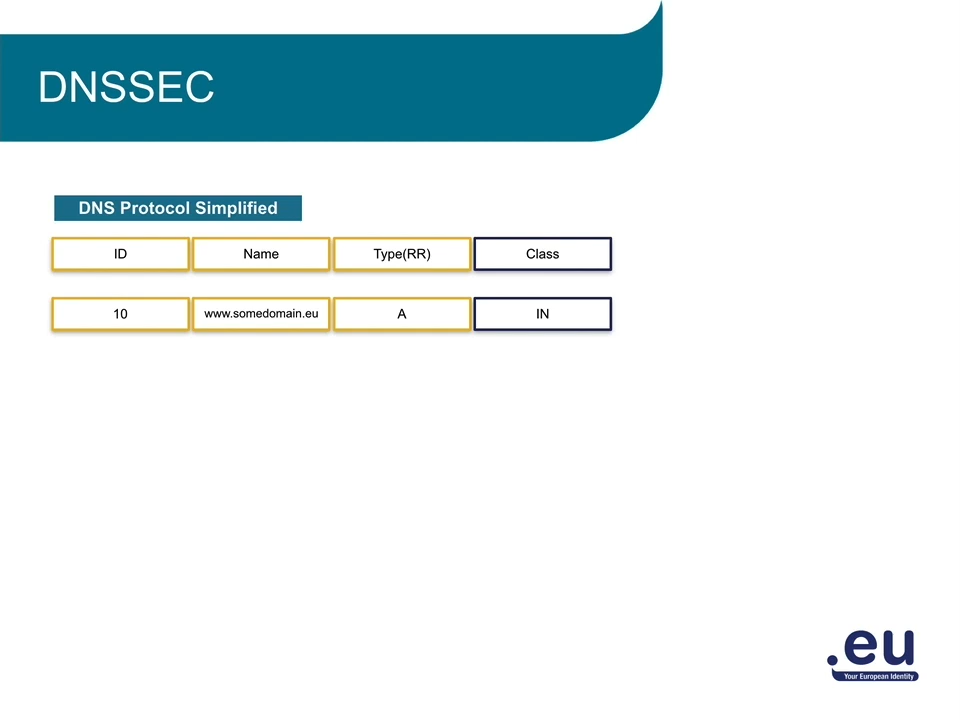 DNSSEC
DNS Protocol Simplified
ID Name Type(RR) Class
10 www.somedomain.eu A IN
.eu
Your European Identity